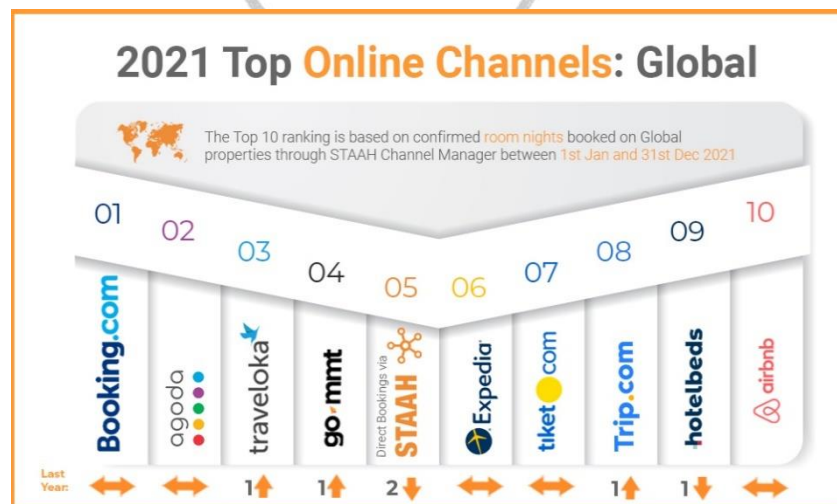 2021 Top Online Channels: Global
The Top 10 ranking is based on confirmed room nights booked on Global
properties through STAAH Channel Manager between 1st Jan and 31st Dec 2021
01
02
03
04
05
06
07
08
09
10
Booking.com
agoda
traveloka
go-mmt
Direct Bookings via
STAAH
Expedia
tiket com
Trip.com
hotelbeds
airbnb
Last
Year:
1
1
2
1
1